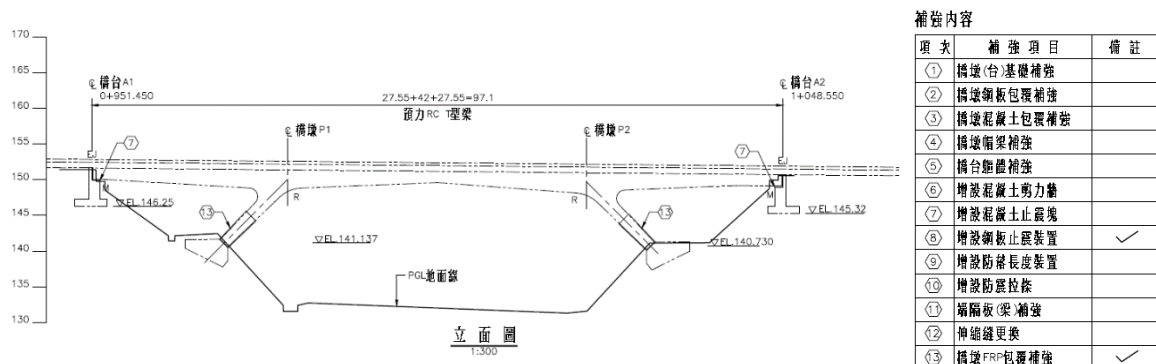 補強內容
項次 補強項目 備註
1 橋墩(台)基礎補強
2 橋墩鋼板包覆補強
3 橋墩混凝土包覆補強
4 橋墩帽梁補強
5 橋台軀體補強
6 增設混凝土剪力牆
7 增設混凝土止震塊
8 增設鋼板止震裝置 ✓
9 增設防落長度裝置
10 增設防震拉條
11 端隔板(梁)補強
12 伸縮縫更換
13 橋墩FRP包覆補強 ✓
170
165
160
155
150
145
140
135
130
℄ 橋台A1
0+951.450
27.55+42+27.55=97.1
預力RC T型梁
℄ 橋台A2
1+048.550
℄ 橋墩P1
℄ 橋墩P2
EJ
7
M
EJ
7
M
R
R
13
13
▽EL.146.25
▽EL.145.32
▽EL.141.137
▽EL.140.730
PGL地面線
立面圖
1:300